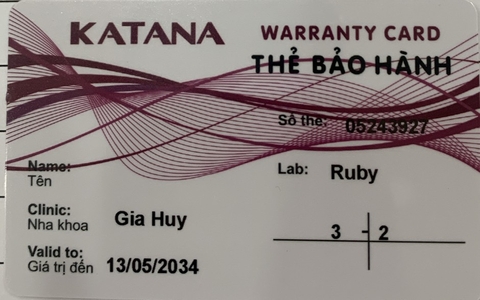 KATANA
WARRANTY CARD
THẺ BẢO HÀNH
Số thẻ: 05243927
Name:
Tên
Lab: Ruby
Clinic:
Nha khoa Gia Huy
3 - 2
Valid to:
Giá trị đến 13/05/2034